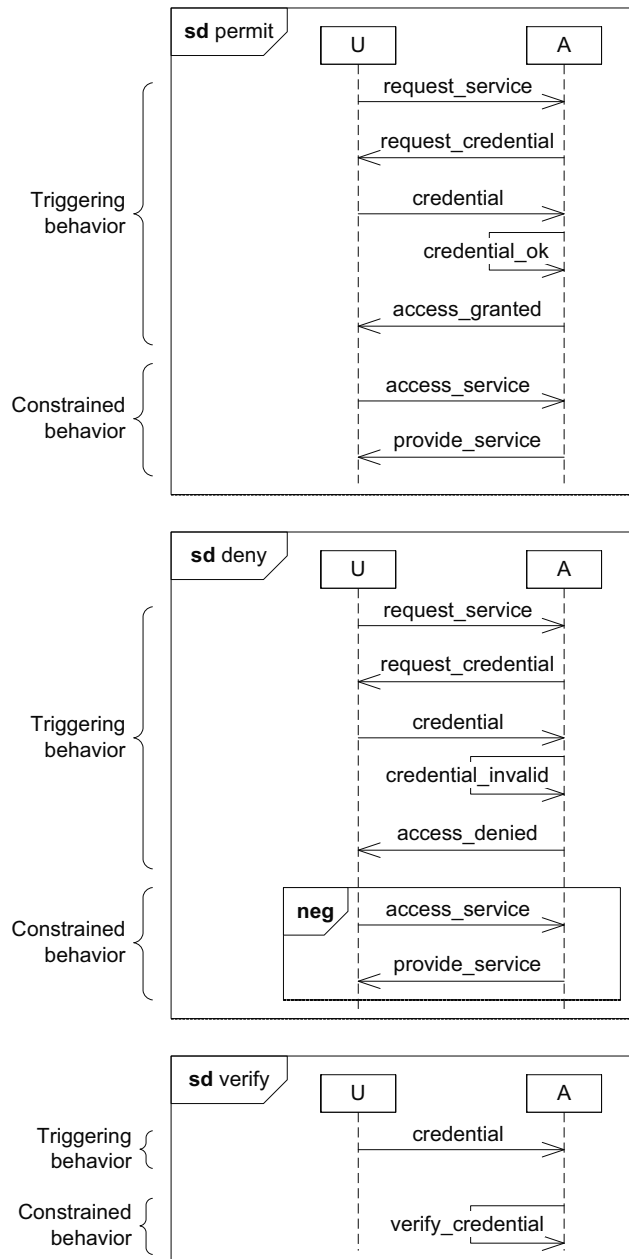 sd permit
U
A
request_service
request_credential
Triggering
behavior
credential
credential_ok
access_granted
Constrained
behavior
access_service
provide_service
sd deny
U
A
request_service
request_credential
Triggering
behavior
credential
credential_invalid
access_denied
Constrained
behavior
neg
access_service
provide_service
sd verify
U
A
Triggering
behavior
credential
Constrained
behavior
verify_credential